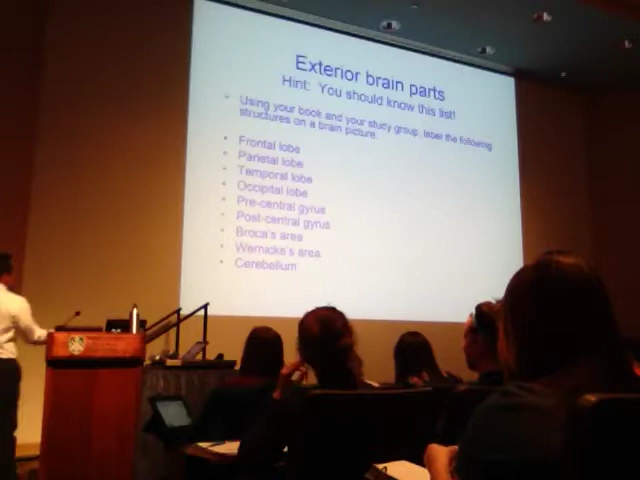 Exterior brain parts
Hint: You should know this list!
• Using your book and your study group, label the following
structures on a brain picture:
• Frontal lobe
• Parietal lobe
• Temporal lobe
• Occipital lobe
• Pre-central gyrus
• Post-central gyrus
• Broca's area
• Wernicke's area
• Cerebellum